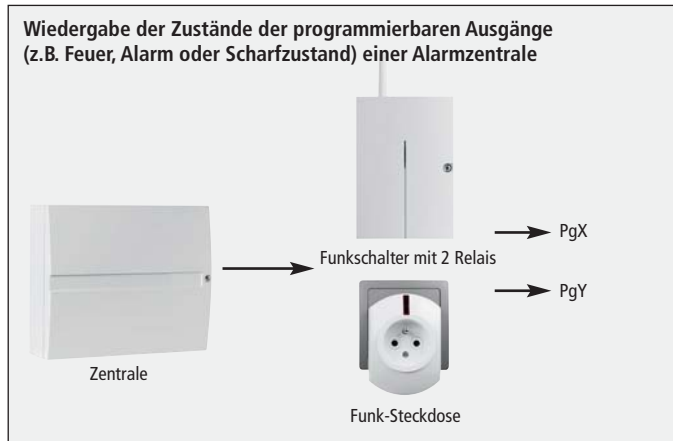 Wiedergabe der Zustände der programmierbaren Ausgänge
(z.B. Feuer, Alarm oder Scharfzustand) einer Alarmzentrale
Funkschalter mit 2 Relais
PgX
PgY
Zentrale
Funk-Steckdose